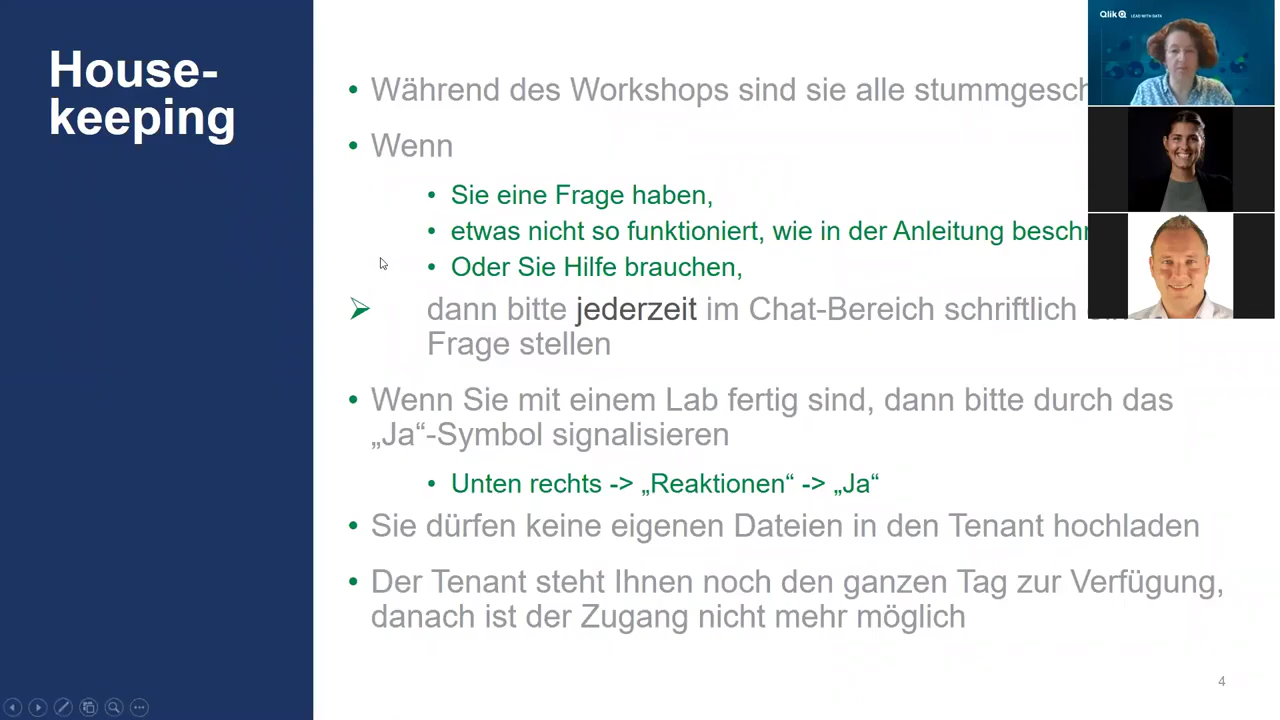 House-
keeping
Qlik LEAD WITH DATA
• Während des Workshops sind sie alle
• Wenn
• Sie eine Frage haben,
• etwas nicht so funktioniert, wie in der Anleitung
• Oder Sie Hilfe brauchen,
➢ dann bitte jederzeit im Chat-Bereich schriftlich
Frage stellen
• Wenn Sie mit einem Lab fertig sind, dann bitte durch das
„Ja“-Symbol signalisieren
• Unten rechts -> „Reaktionen“ -> „Ja“
• Sie dürfen keine eigenen Dateien in den Tenant hochladen
• Der Tenant steht Ihnen noch den ganzen Tag zur Verfügung,
danach ist der Zugang nicht mehr möglich
4